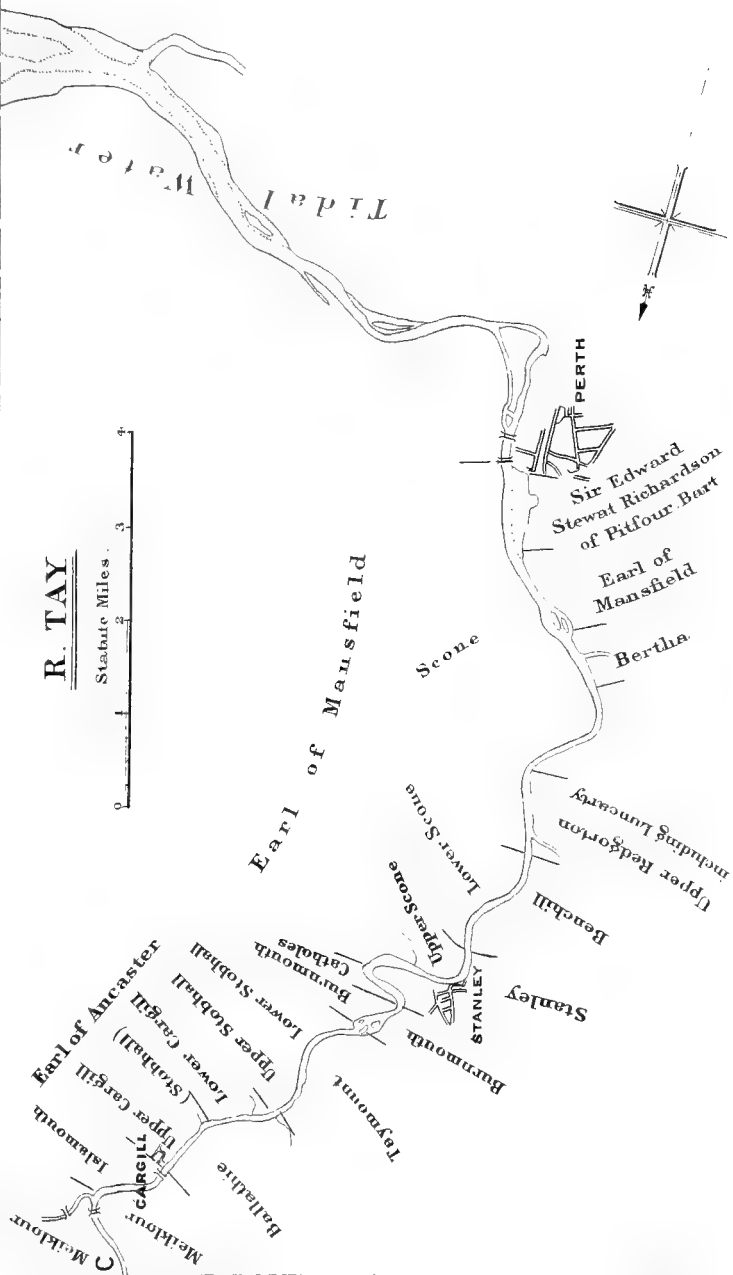 R. TAY
Statute Miles.
0 1 2 3 4
Tidal Water
PERTH
Sir Edward
Stewat Richardson
of Pitfour. Bart
Earl of
Mansfield
Bertha
Scone
Earl of Mansfield
Upper Redgorton
including Luncarty
Benchill
Lower Scone
Upper Scone
STANLEY
Stanley
Catholes
Burnmouth
Burnmouth
Lower Stobhall
Upper Stobhall
Taymount
Lower Cargill
(Stobhall)
Earl of Ancaster
Upper Cargill
CARGILL
Ballathie
Islamouth
Meiklour
Meiklour
C